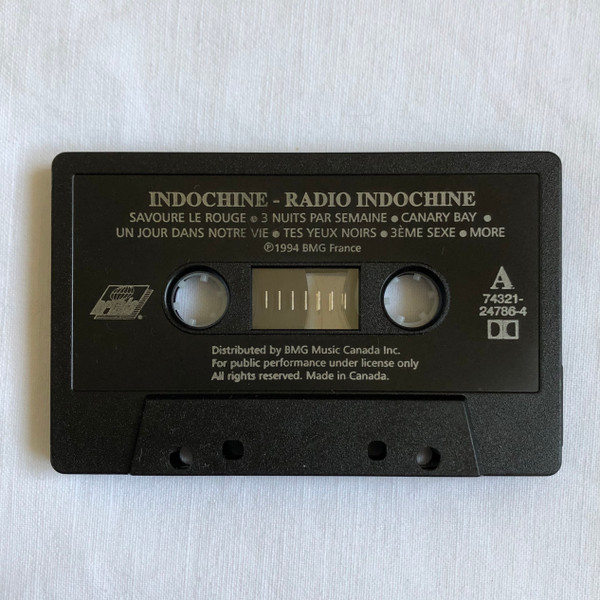 INDOCHINE - RADIO INDOCHINE
SAVOURE LE ROUGE ● 3 NUITS PAR SEMAINE ● CANARY BAY ●
UN JOUR DANS NOTRE VIE ● TES YEUX NOIRS ● 3ÈME SEXE ● MORE
℗1994 BMG France
A
74321-
24786-4
Distributed by BMG Music Canada Inc.
For public performance under license only
All rights reserved. Made in Canada.